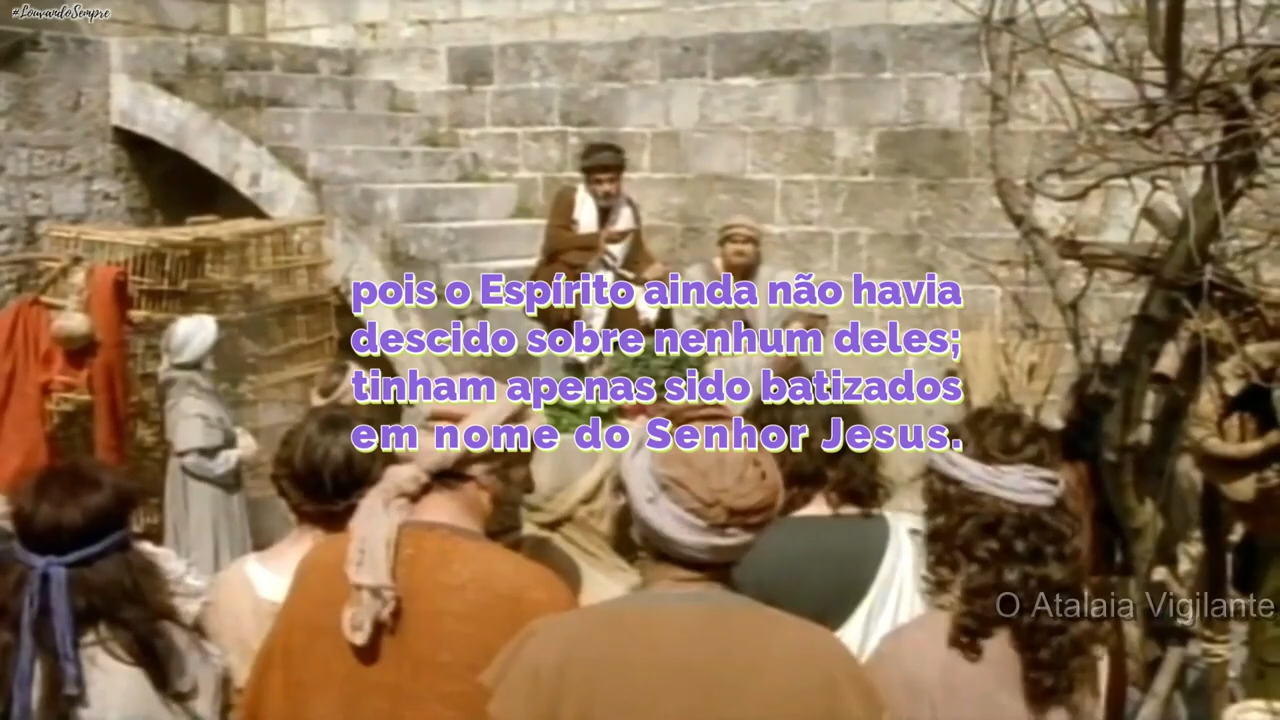 #LouvandoSempre
pois o Espírito ainda não havia
descido sobre nenhum deles;
tinham apenas sido batizados
em nome do Senhor Jesus.
O Atalaia Vigilante